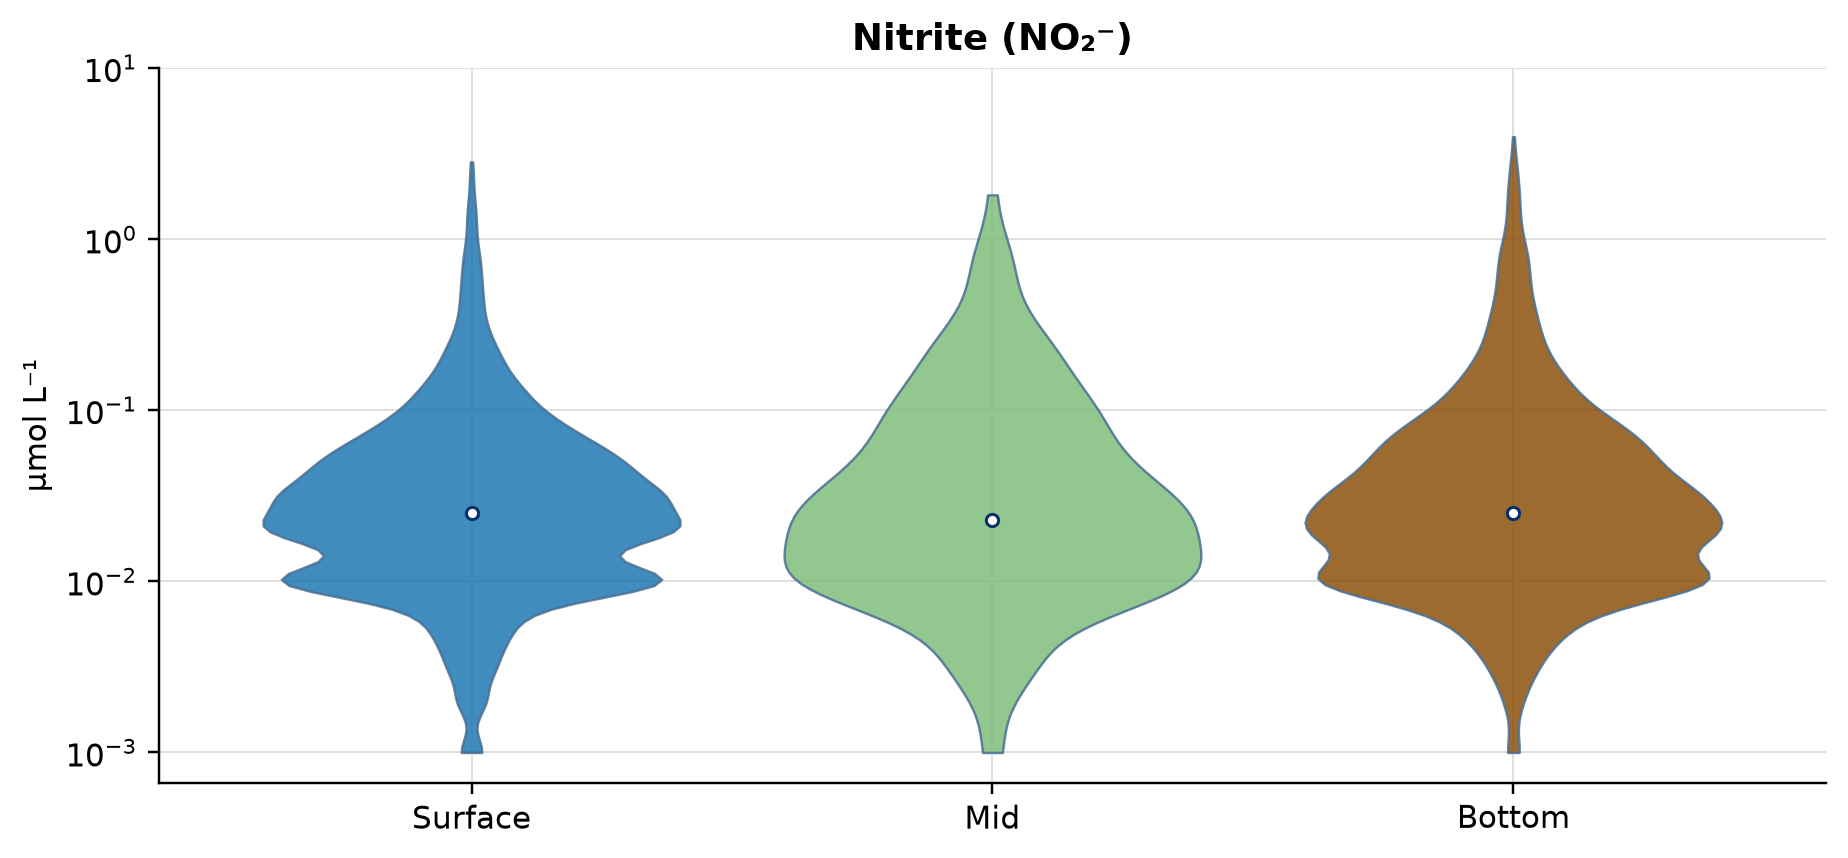 Nitrite (NO₂⁻)
µmol L⁻¹
10¹
10⁰
10⁻¹
10⁻²
10⁻³
Surface Mid Bottom